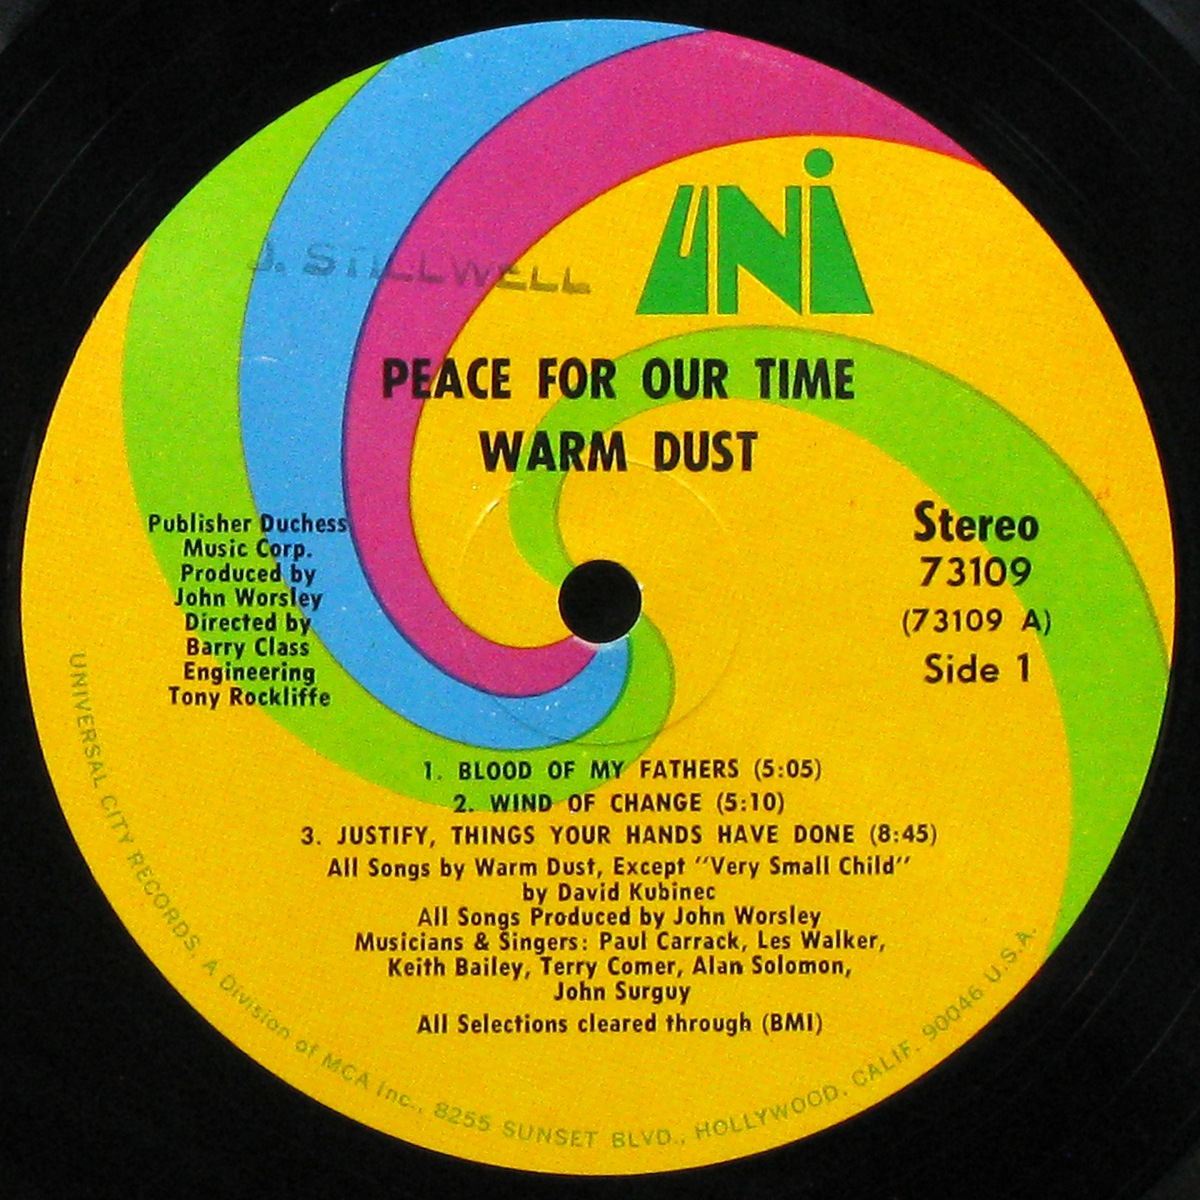 UNi
J. STILLWELL
PEACE FOR OUR TIME
WARM DUST
Publisher Duchess
Music Corp.
Produced by
John Worsley
Directed by
Barry Class
Engineering
Tony Rockliffe
Stereo
73109
(73109 A)
Side 1
1. BLOOD OF MY FATHERS (5:05)
2. WIND OF CHANGE (5:10)
3. JUSTIFY, THINGS YOUR HANDS HAVE DONE (8:45)
All Songs by Warm Dust, Except "Very Small Child"
by David Kubinec
All Songs Produced by John Worsley
Musicians & Singers: Paul Carrack, Les Walker,
Keith Bailey, Terry Comer, Alan Solomon,
John Surguy
All Selections cleared through (BMI)
UNIVERSAL CITY RECORDS, A Division of MCA Inc., 8255 SUNSET BLVD., HOLLYWOOD, CALIF. 90046 U.S.A.